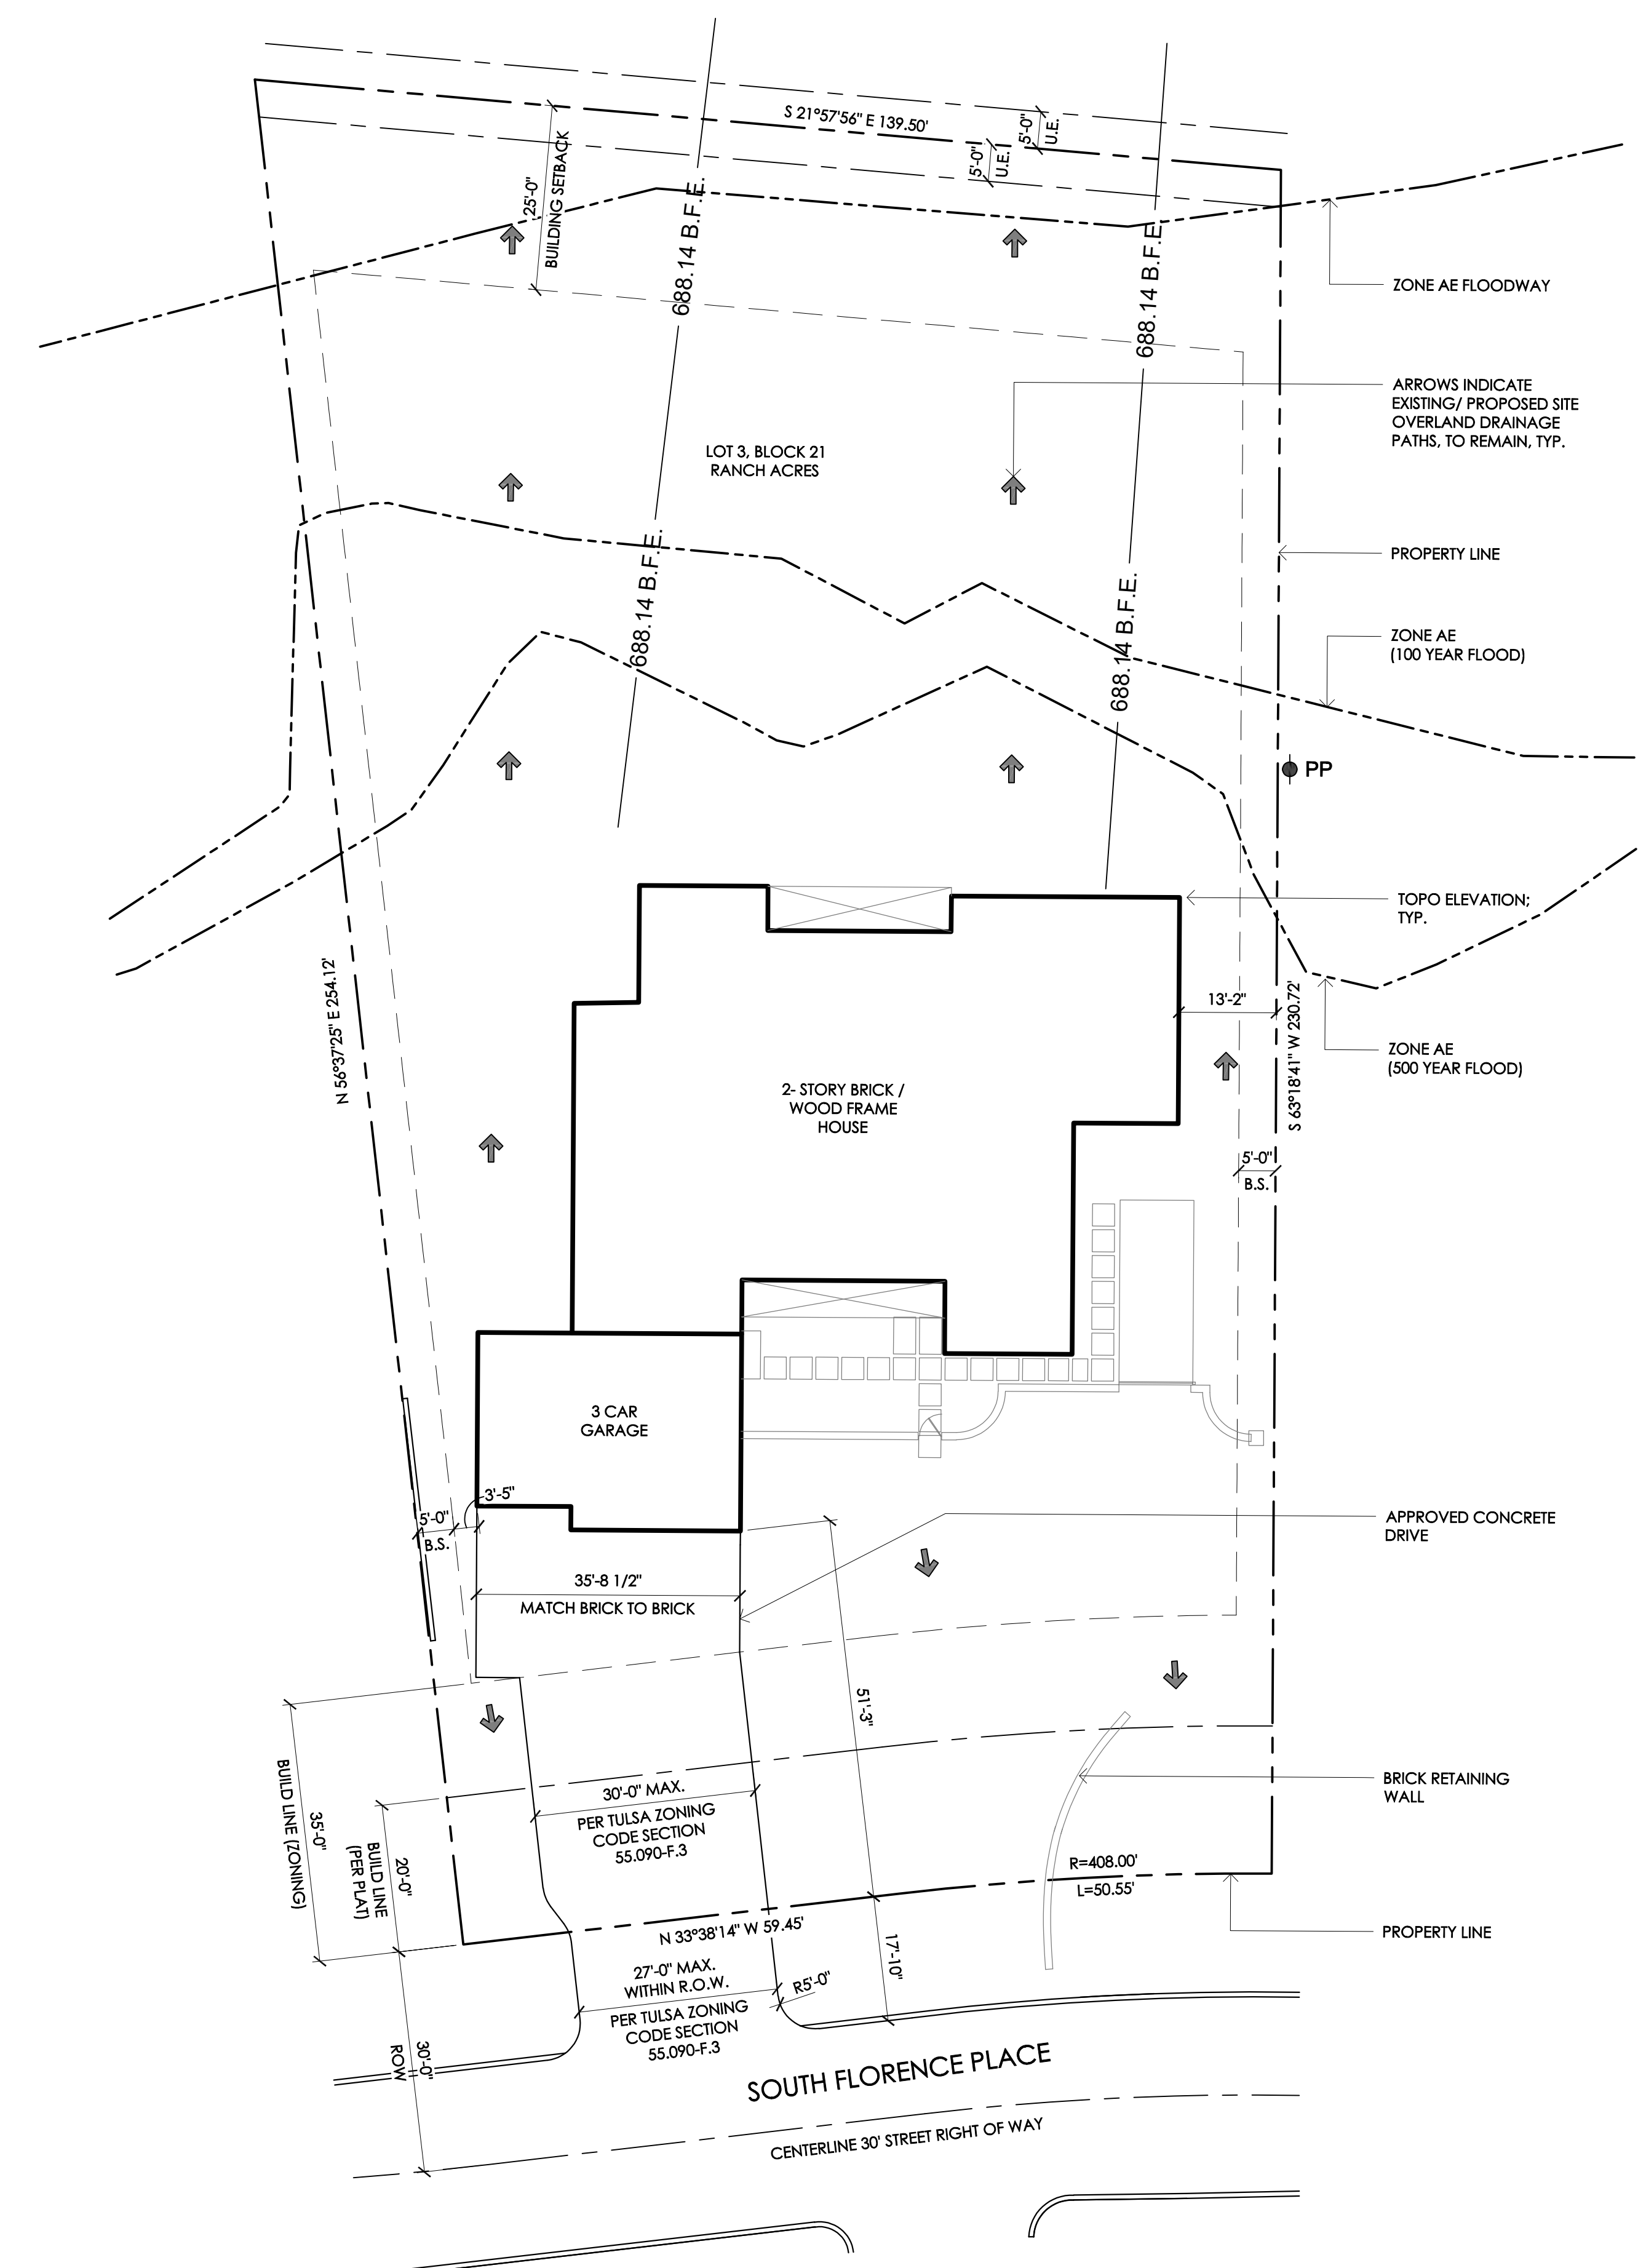 S 21°57'56" E 139.50'
5'-0"
U.E.
5'-0"
U.E.
25'-0"
BUILDING SETBACK
688.14 B.F.E.
688.14 B.F.E.
ZONE AE FLOODWAY
ARROWS INDICATE
EXISTING/ PROPOSED SITE
OVERLAND DRAINAGE
PATHS, TO REMAIN, TYP.
LOT 3, BLOCK 21
RANCH ACRES
688.14 B.F.E.
688.14 B.F.E.
PROPERTY LINE
ZONE AE
(100 YEAR FLOOD)
PP
TOPO ELEVATION;
TYP.
N 56°37'25" E 254.12'
13'-2"
S 63°18'41" W 230.72'
ZONE AE
(500 YEAR FLOOD)
2- STORY BRICK /
WOOD FRAME
HOUSE
5'-0"
B.S.
3 CAR
GARAGE
3'-5"
5'-0"
B.S.
APPROVED CONCRETE
DRIVE
35'-8 1/2"
MATCH BRICK TO BRICK
51'-3"
BUILD LINE (ZONING)
35'-0"
BUILD LINE
(PER PLAT)
20'-0"
30'-0" MAX.
PER TULSA ZONING
CODE SECTION
55.090-F.3
BRICK RETAINING
WALL
R=408.00'
L=50.55'
N 33°38'14" W 59.45'
PROPERTY LINE
17'-10"
27'-0" MAX.
WITHIN R.O.W.
R5'-0"
PER TULSA ZONING
CODE SECTION
55.090-F.3
30'-0"
ROW
SOUTH FLORENCE PLACE
CENTERLINE 30' STREET RIGHT OF WAY